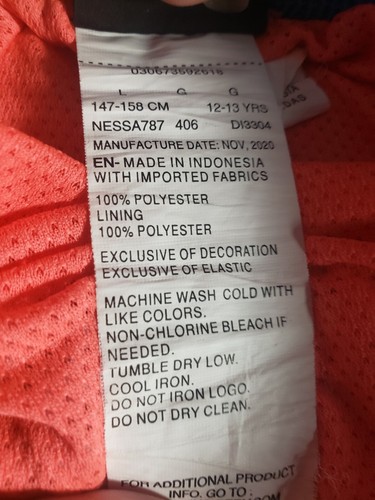 030673592618
L G G
147-158 CM 12-13 YRS
NESSA787 406 DI3304
MANUFACTURE DATE: NOV, 2020
EN- MADE IN INDONESIA
WITH IMPORTED FABRICS
100% POLYESTER
LINING
100% POLYESTER
EXCLUSIVE OF DECORATION
EXCLUSIVE OF ELASTIC
MACHINE WASH COLD WITH
LIKE COLORS.
NON-CHLORINE BLEACH IF
NEEDED.
TUMBLE DRY LOW.
COOL IRON.
DO NOT IRON LOGO.
DO NOT DRY CLEAN.
FOR ADDITIONAL PRODUCT
INFO. GO TO :